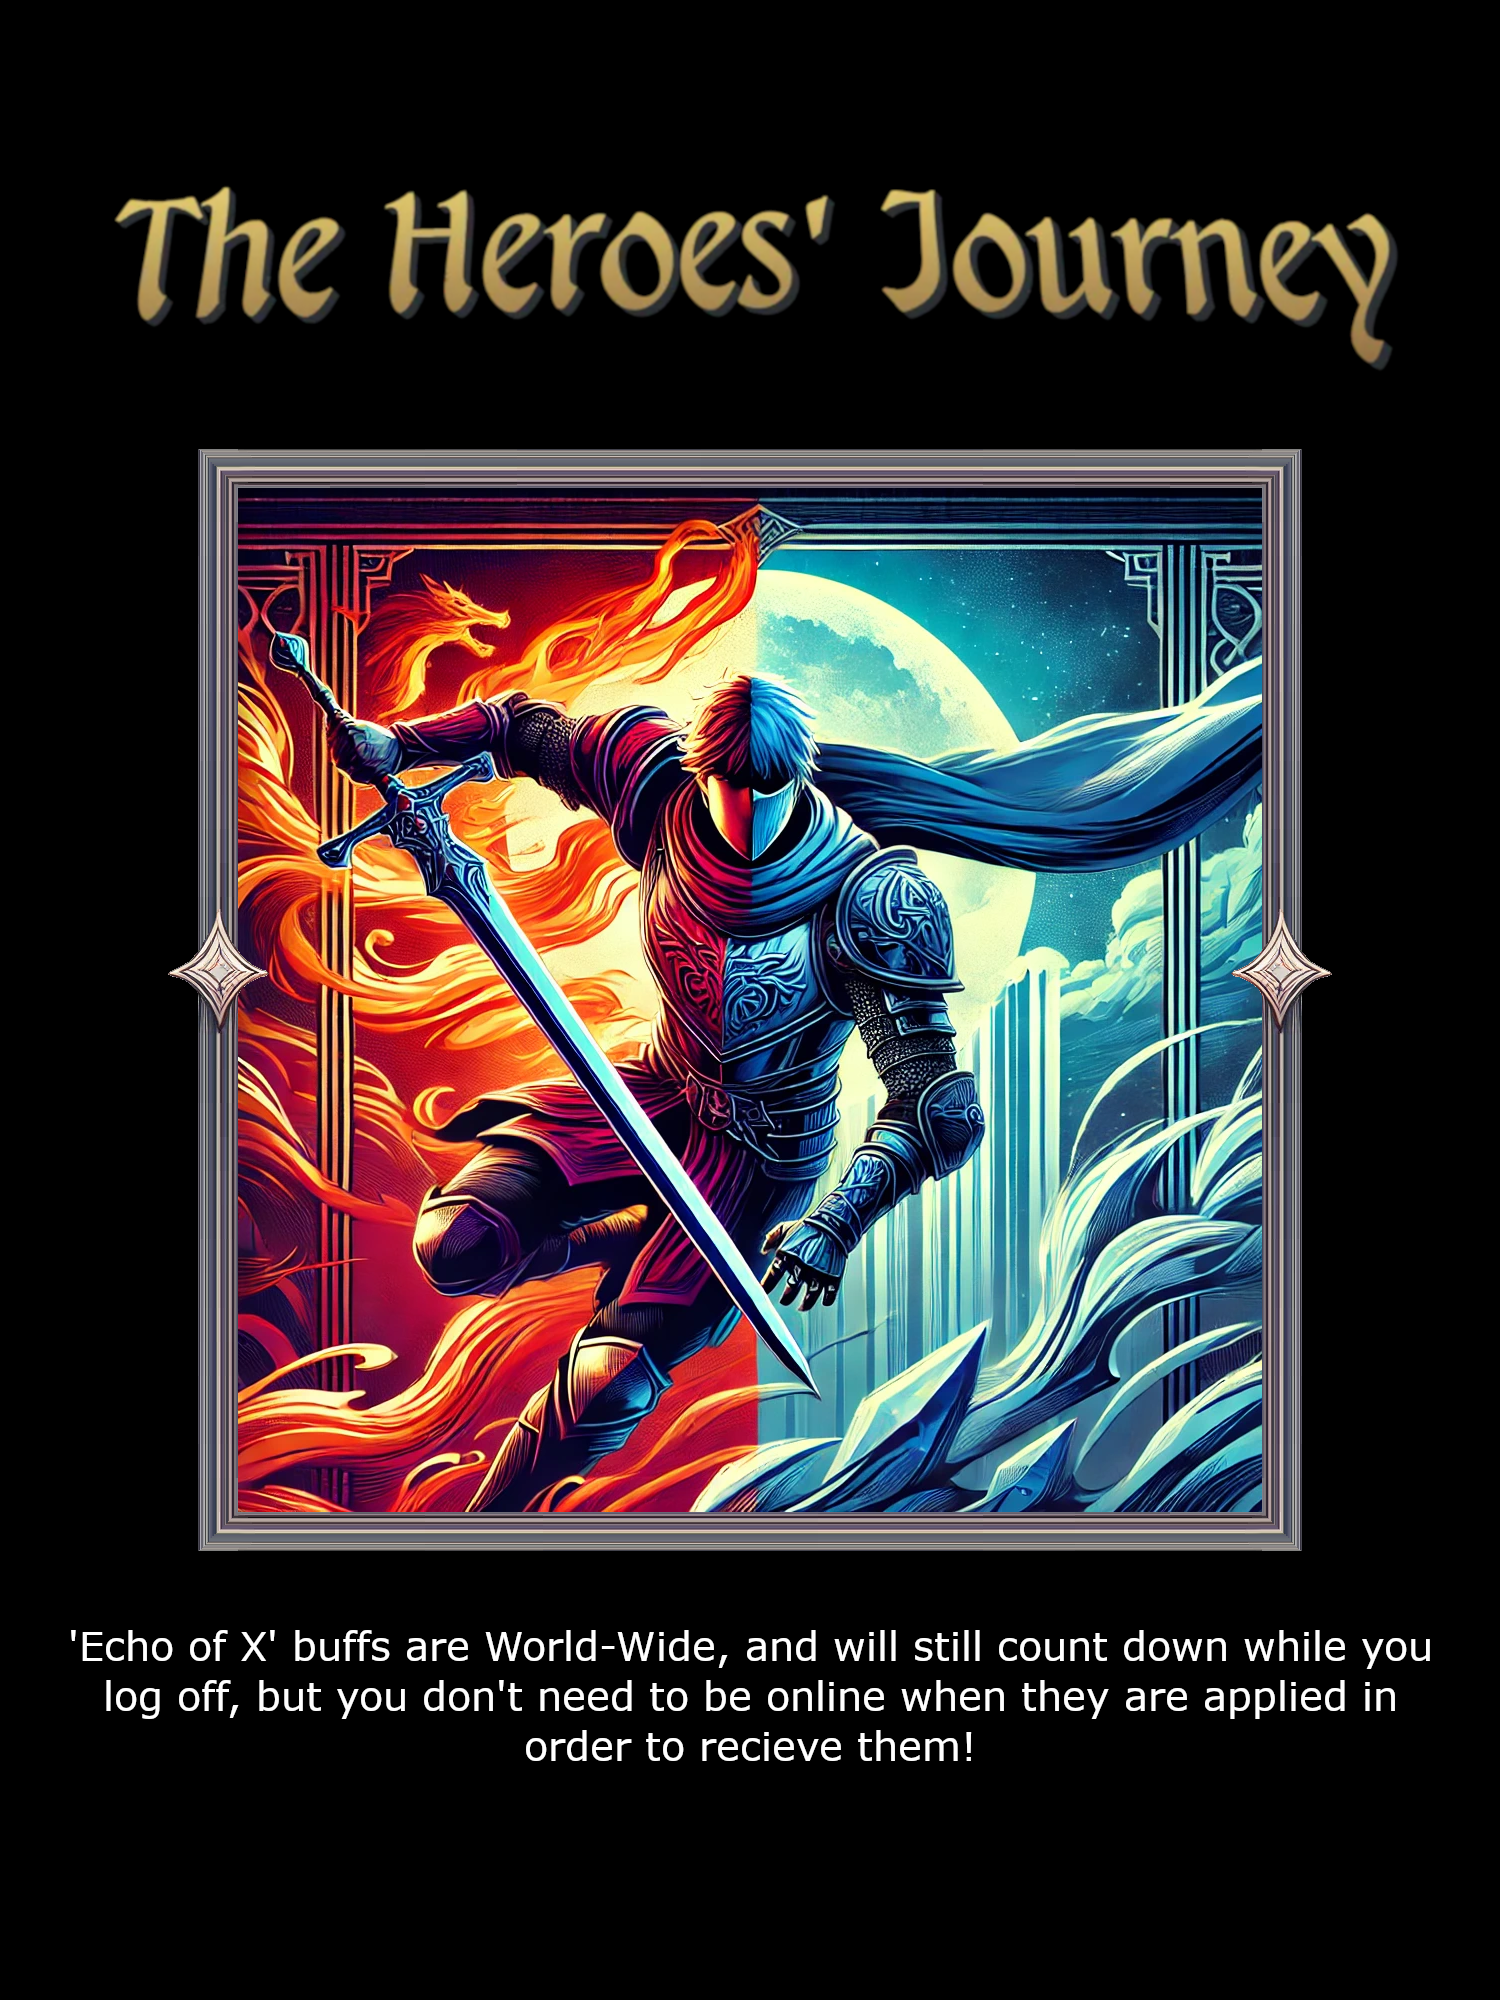 The Heroes' Journey
'Echo of X' buffs are World-Wide, and will still count down while you
log off, but you don't need to be online when they are applied in
order to recieve them!